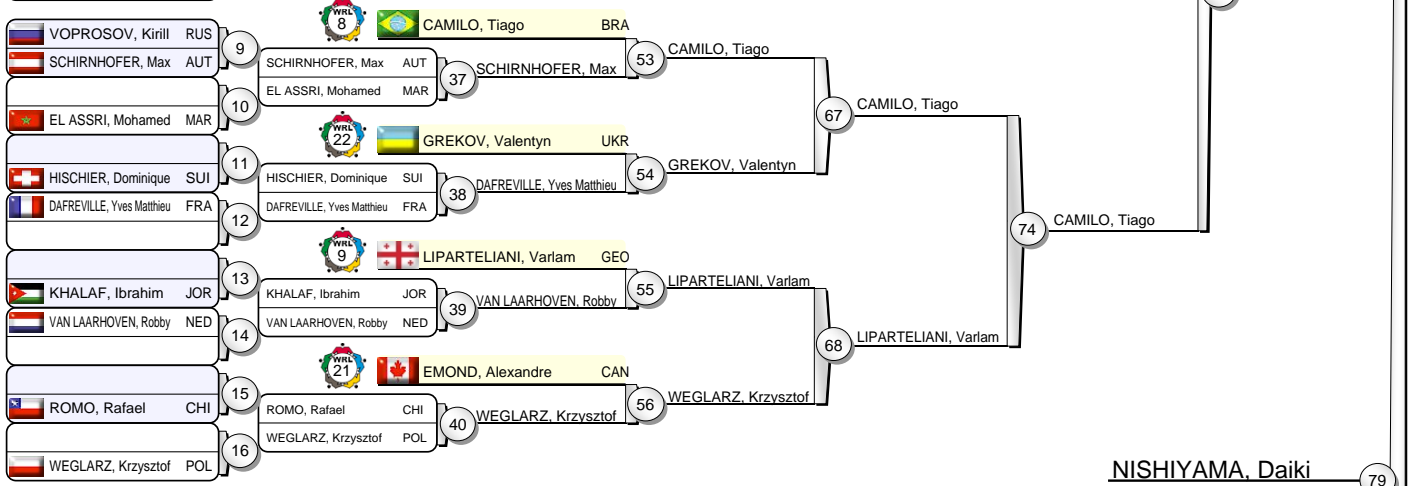 WRL 8 CAMILO, Tiago BRA
VOPROSOV, Kirill RUS
SCHIRNHOFER, Max AUT
9
SCHIRNHOFER, Max AUT
EL ASSRI, Mohamed MAR
37
SCHIRNHOFER, Max
53
CAMILO, Tiago
EL ASSRI, Mohamed MAR
10
67
CAMILO, Tiago
WRL 22 GREKOV, Valentyn UKR
HISCHIER, Dominique SUI
11
HISCHIER, Dominique SUI
DAFREVILLE, Yves Matthieu FRA
38
DAFREVILLE, Yves Matthieu
54
GREKOV, Valentyn
DAFREVILLE, Yves Matthieu FRA
12
74
CAMILO, Tiago
WRL 9 LIPARTELIANI, Varlam GEO
KHALAF, Ibrahim JOR
13
KHALAF, Ibrahim JOR
VAN LAARHOVEN, Robby NED
39
VAN LAARHOVEN, Robby
55
LIPARTELIANI, Varlam
VAN LAARHOVEN, Robby NED
14
68
LIPARTELIANI, Varlam
WRL 21 EMOND, Alexandre CAN
ROMO, Rafael CHI
15
ROMO, Rafael CHI
WEGLARZ, Krzysztof POL
40
WEGLARZ, Krzysztof
56
WEGLARZ, Krzysztof
WEGLARZ, Krzysztof POL
16
NISHIYAMA, Daiki
79